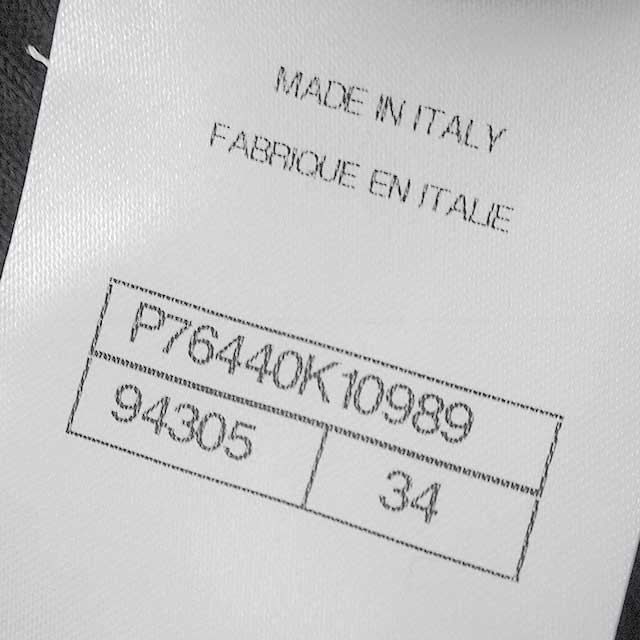 MADE IN ITALY
FABRIQUE EN ITALIE
P76440K10989
94305 34